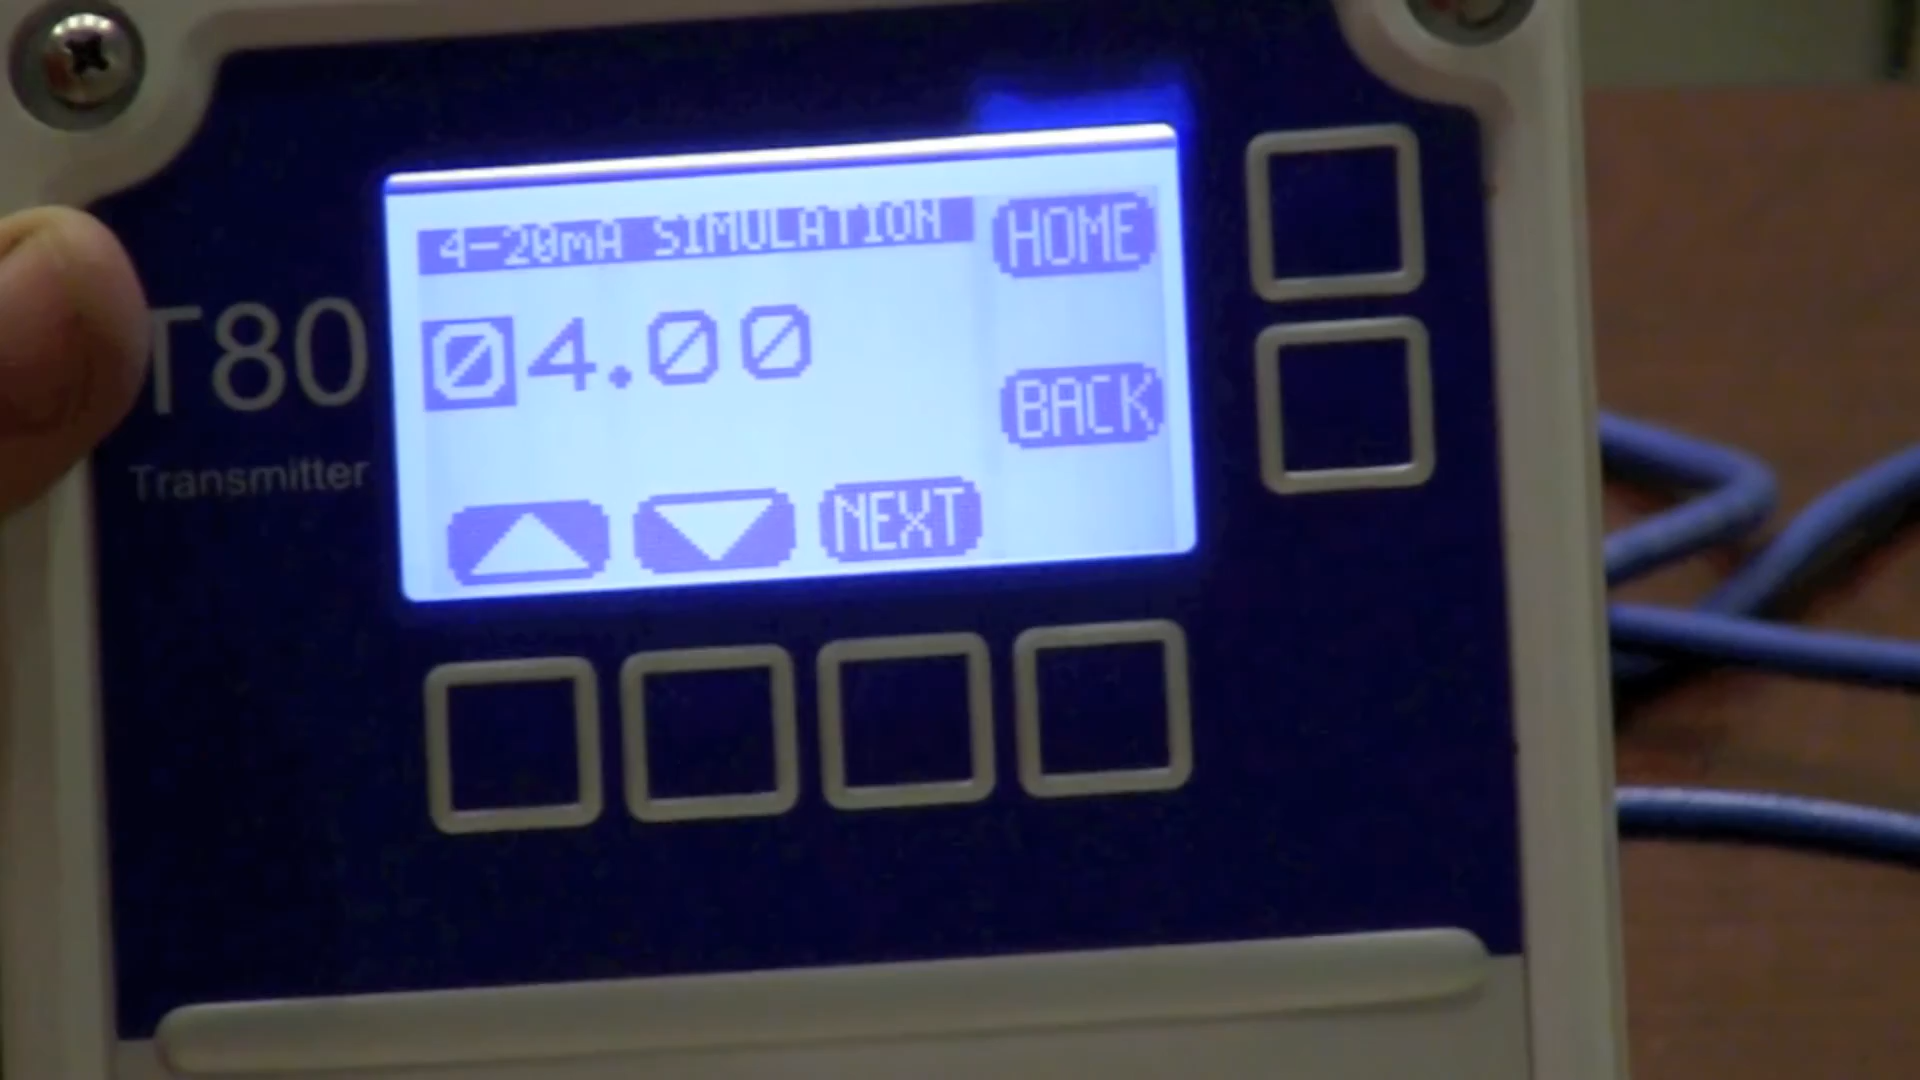 4-20mA SIMULATION
HOME
04.00
BACK
NEXT
T80
Transmitter